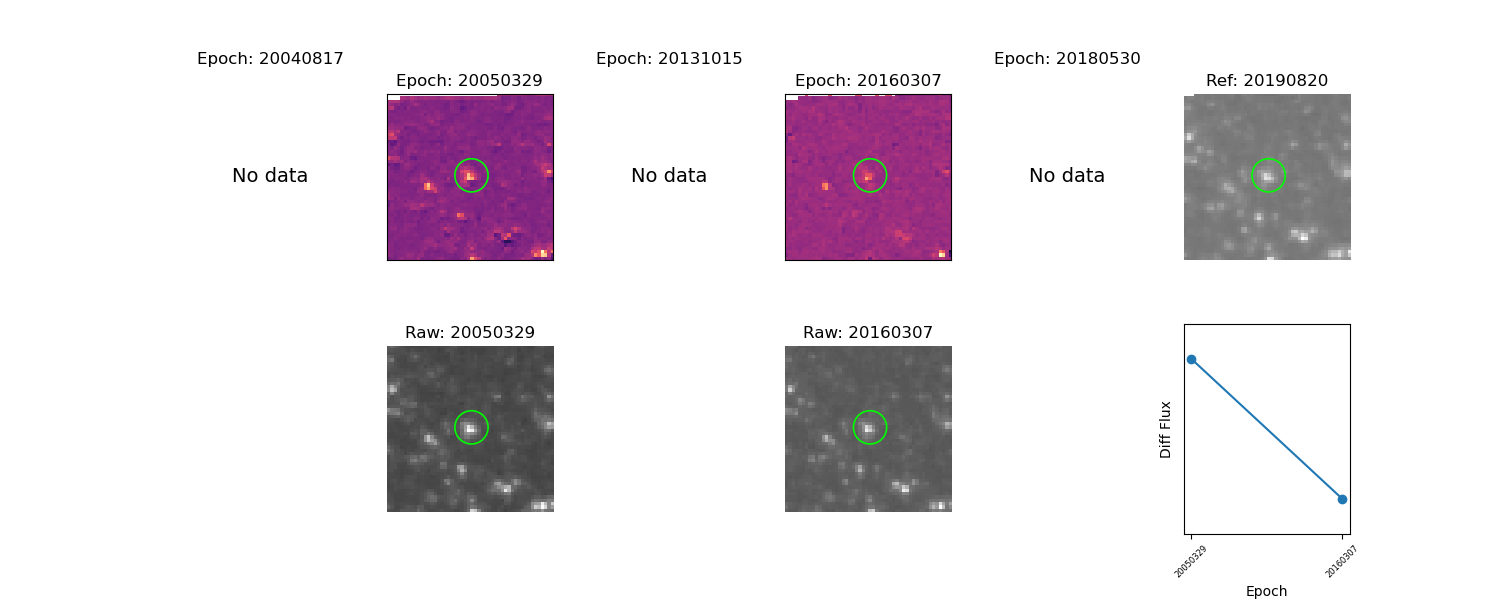 Epoch: 20040817
Epoch: 20131015
Epoch: 20180530
Epoch: 20050329
Epoch: 20160307
Ref: 20190820
No data
No data
No data
Raw: 20050329
Raw: 20160307
Diff Flux
20050329
20160307
Epoch